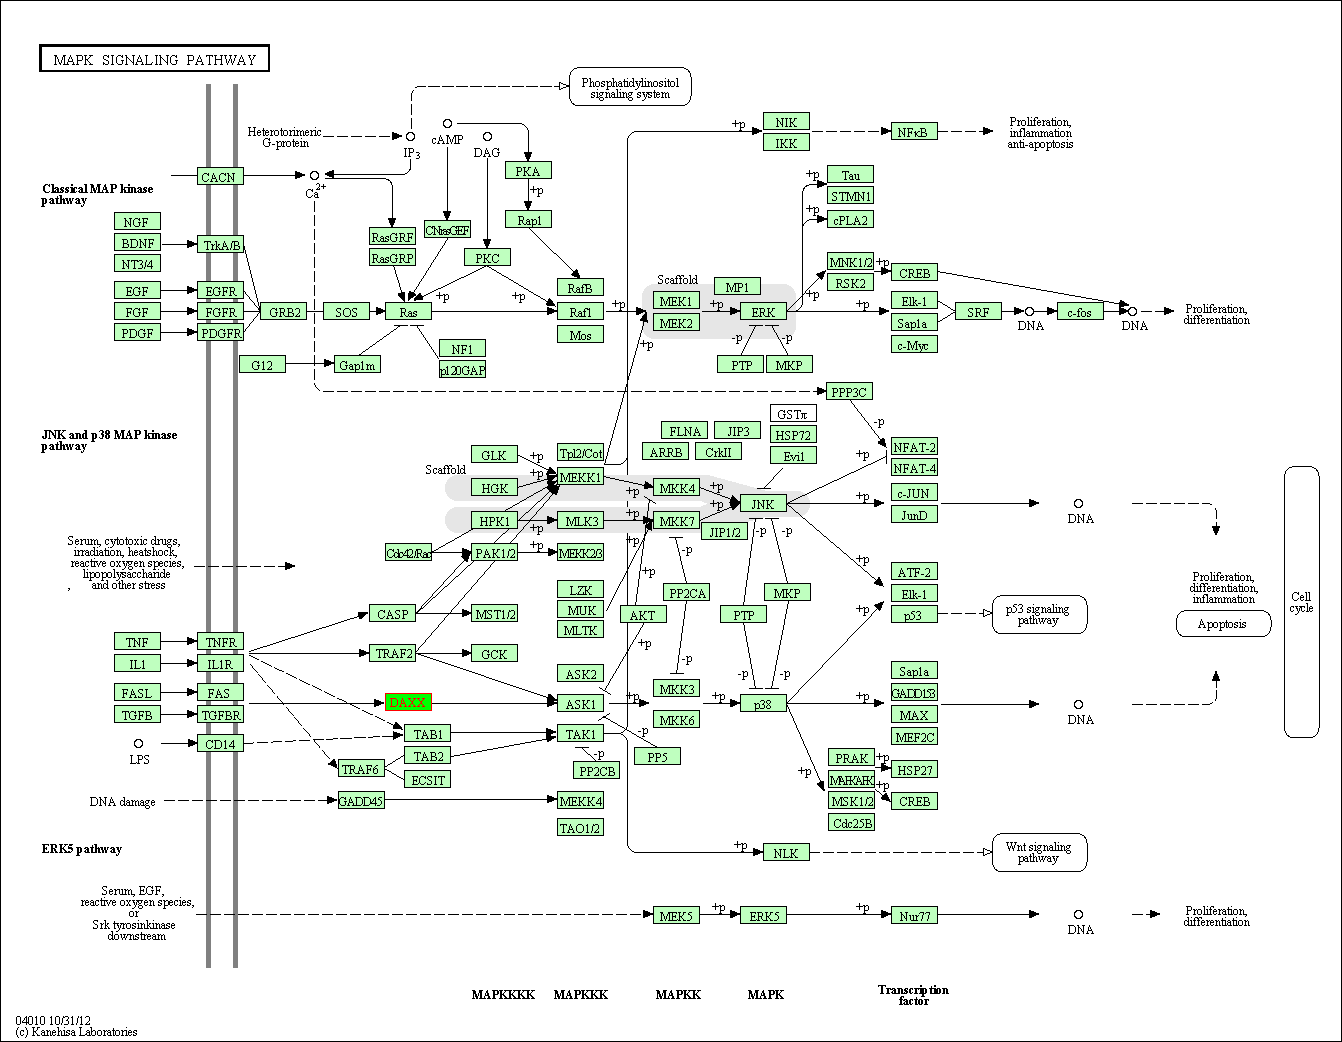 MAPK SIGNALING PATHWAY
Phosphatidylinositol
signaling system
Heterotorimeric
G-protein
IP3
cAMP
DAG
+p
NIK
IKK
NFκB
Proliferation,
inflammation
anti-apoptosis
CACN
Ca2+
PKA
+p
Rap1
Classical MAP kinase
pathway
NGF
BDNF
NT3/4
TrkA/B
RasGRF
RasGRP
CNrasGEF
PKC
+p
Tau
STMN1
+p
cPLA2
EGF
FGF
PDGF
EGFR
FGFR
PDGFR
GRB2
SOS
Ras
+p
+p
RafB
Raf1
Mos
+p
Scaffold
MEK1
MEK2
+p
MP1
ERK
+p
+p
MNK1/2
RSK2
+p
CREB
Elk-1
Sap1a
c-Myc
SRF
DNA
c-fos
DNA
Proliferation,
differentiation
G12
Gap1m
NF1
p120GAP
+p
-p
-p
PTP
MKP
PPP3C
-p
JNK and p38 MAP kinase
pathway
GSTπ
HSP72
Evi1
FLNA
JIP3
ARRB
CrkII
NFAT-2
NFAT-4
+p
Scaffold
GLK
HGK
HPK1
PAK1/2
+p
+p
+p
+p
Tpl2/Cot
MEKK1
MLK3
MEKK2/3
+p
+p
+p
+p
MKK4
MKK7
+p
+p
JIP1/2
JNK
+p
c-JUN
JunD
DNA
Cell
cycle
Serum, cytotoxic drugs,
irradiation, heatshock,
reactive oxygen species,
lipopolysaccharide
, and other stress
Cdc42/Rac
LZK
MUK
MLTK
+p
-p
-p
-p
PP2CA
AKT
PTP
MKP
+p
+p
ATF-2
Elk-1
p53
p53 signaling
pathway
Proliferation,
differentiation,
inflammation
Apoptosis
CASP
MST1/2
TNF
IL1
TNFR
IL1R
TRAF2
GCK
+p
-p
-p
-p
FASL
TGFB
FAS
TGFBR
DAXX
ASK2
ASK1
+p
MKK3
MKK6
+p
p38
+p
Sap1a
GADD153
MAX
MEF2C
DNA
LPS
CD14
TAB1
TAB2
ECSIT
TRAF6
TAK1
-p
-p
PP2CB
PP5
+p
PRAK
MAPKAPK
MSK1/2
Cdc25B
+p
+p
HSP27
CREB
DNA damage
GADD45
MEKK4
TAO1/2
ERK5 pathway
+p
NLK
Wnt signaling
pathway
Serum, EGF,
reactive oxygen species,
or
Srk tyrosinkinase
downstream
MEK5
+p
ERK5
+p
Nur77
DNA
Proliferation,
differentiation
MAPKKKK
MAPKKK
MAPKK
MAPK
Transcription
factor
04010 10/31/12
(c) Kanehisa Laboratories